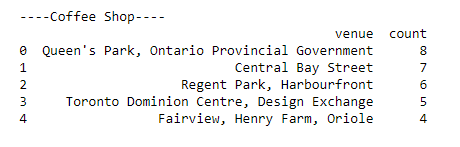 ----Coffee Shop----
venue count
0 Queen's Park, Ontario Provincial Government 8
1 Central Bay Street 7
2 Regent Park, Harbourfront 6
3 Toronto Dominion Centre, Design Exchange 5
4 Fairview, Henry Farm, Oriole 4